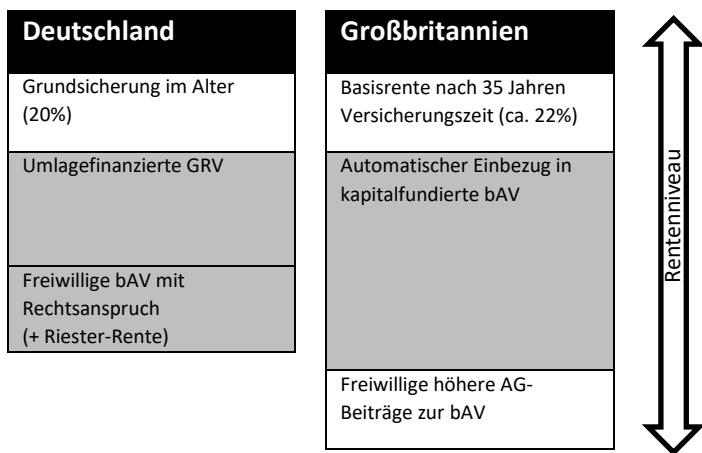 Deutschland
Grundsicherung im Alter
(20%)
Umlagefinanzierte GRV
Freiwillige bAV mit
Rechtsanspruch
(+ Riester-Rente)
Großbritannien
Basisrente nach 35 Jahren
Versicherungszeit (ca. 22%)
Automatischer Einbezug in
kapitalfundierte bAV
Freiwillige höhere AG-
Beiträge zur bAV
Rentenniveau